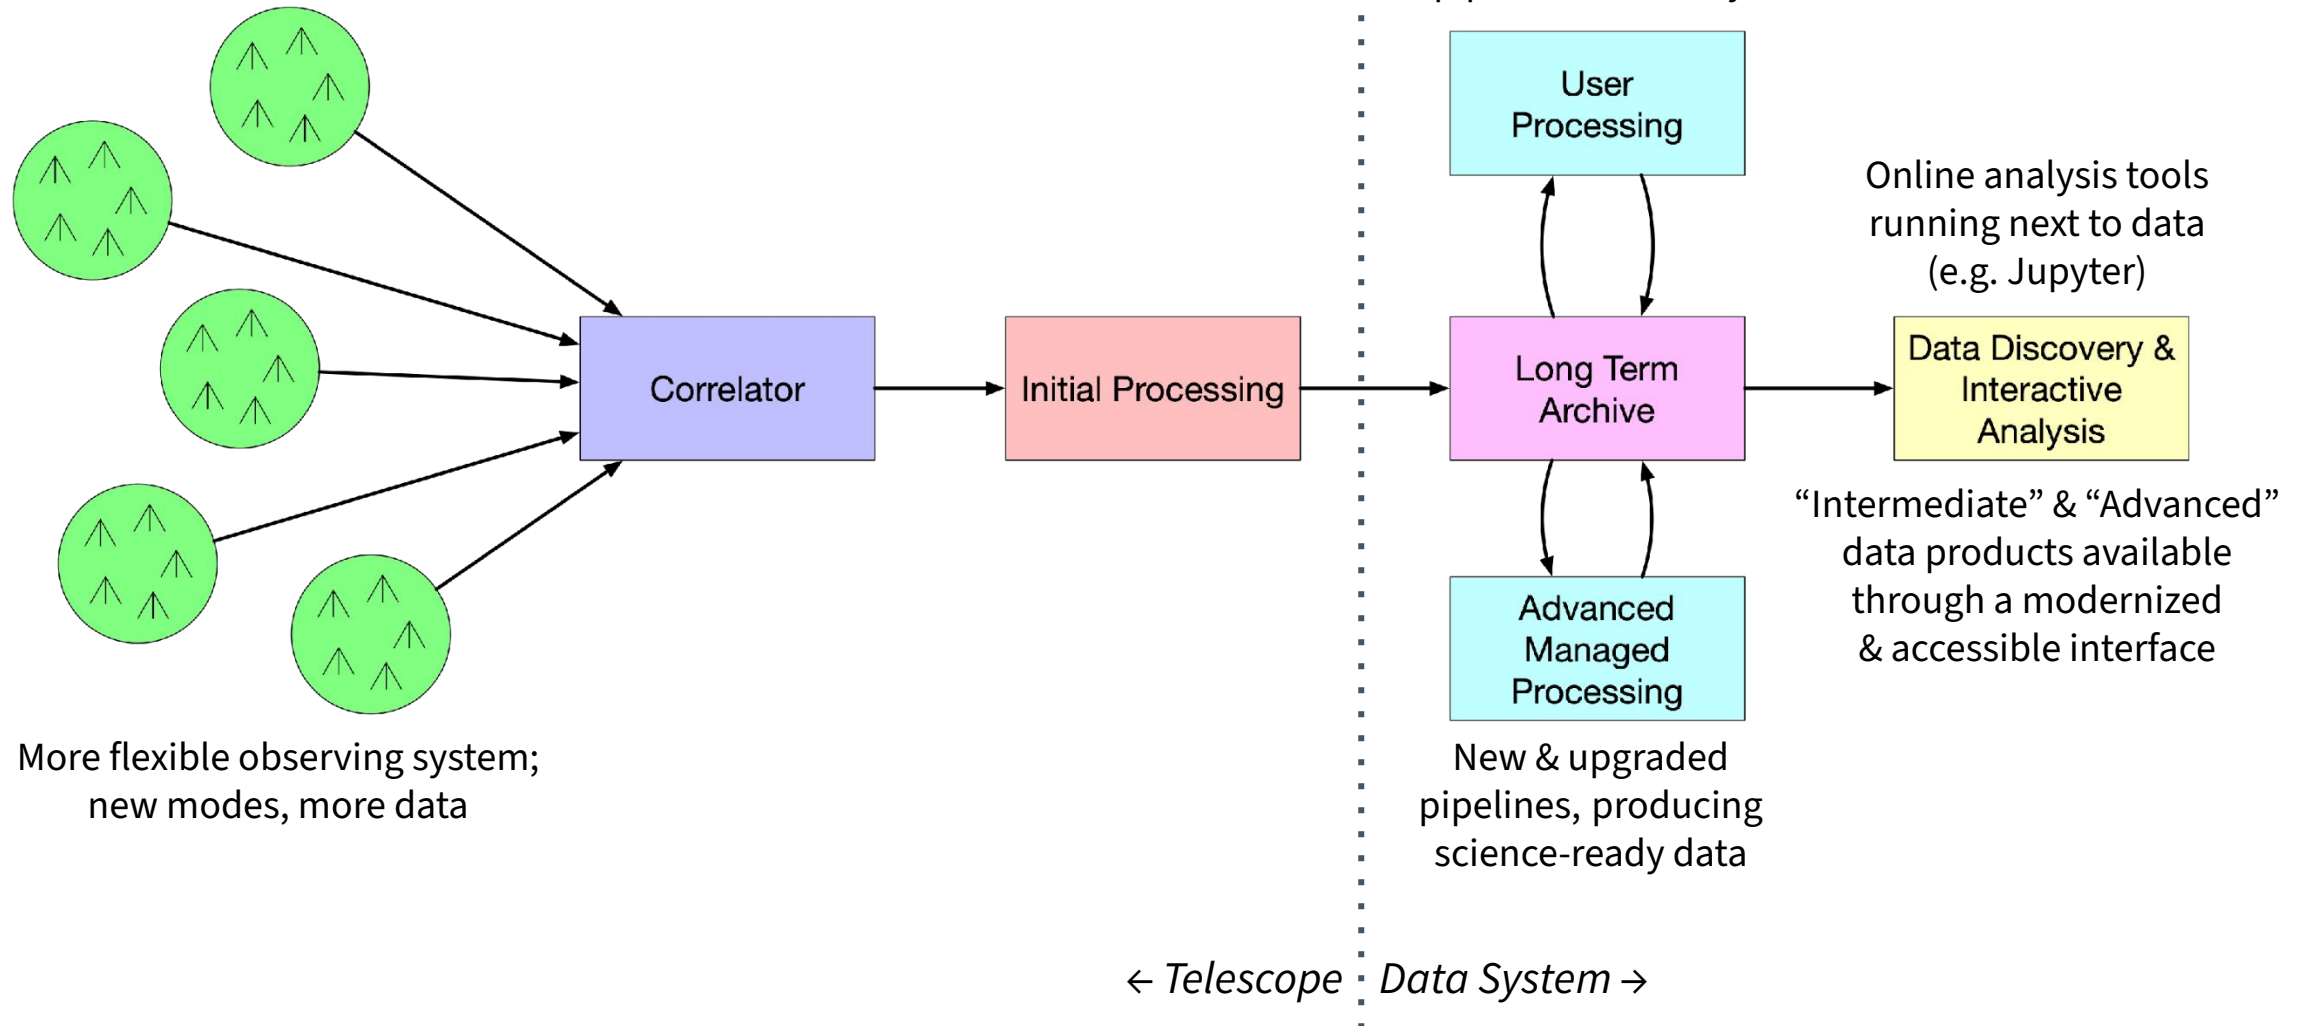 User
Processing
Online analysis tools
running next to data
(e.g. Jupyter)
Correlator
Initial Processing
Long Term
Archive
Data Discovery &
Interactive
Analysis
“Intermediate” & “Advanced”
data products available
through a modernized
& accessible interface
Advanced
Managed
Processing
More flexible observing system;
new modes, more data
New & upgraded
pipelines, producing
science-ready data
← Telescope
Data System →